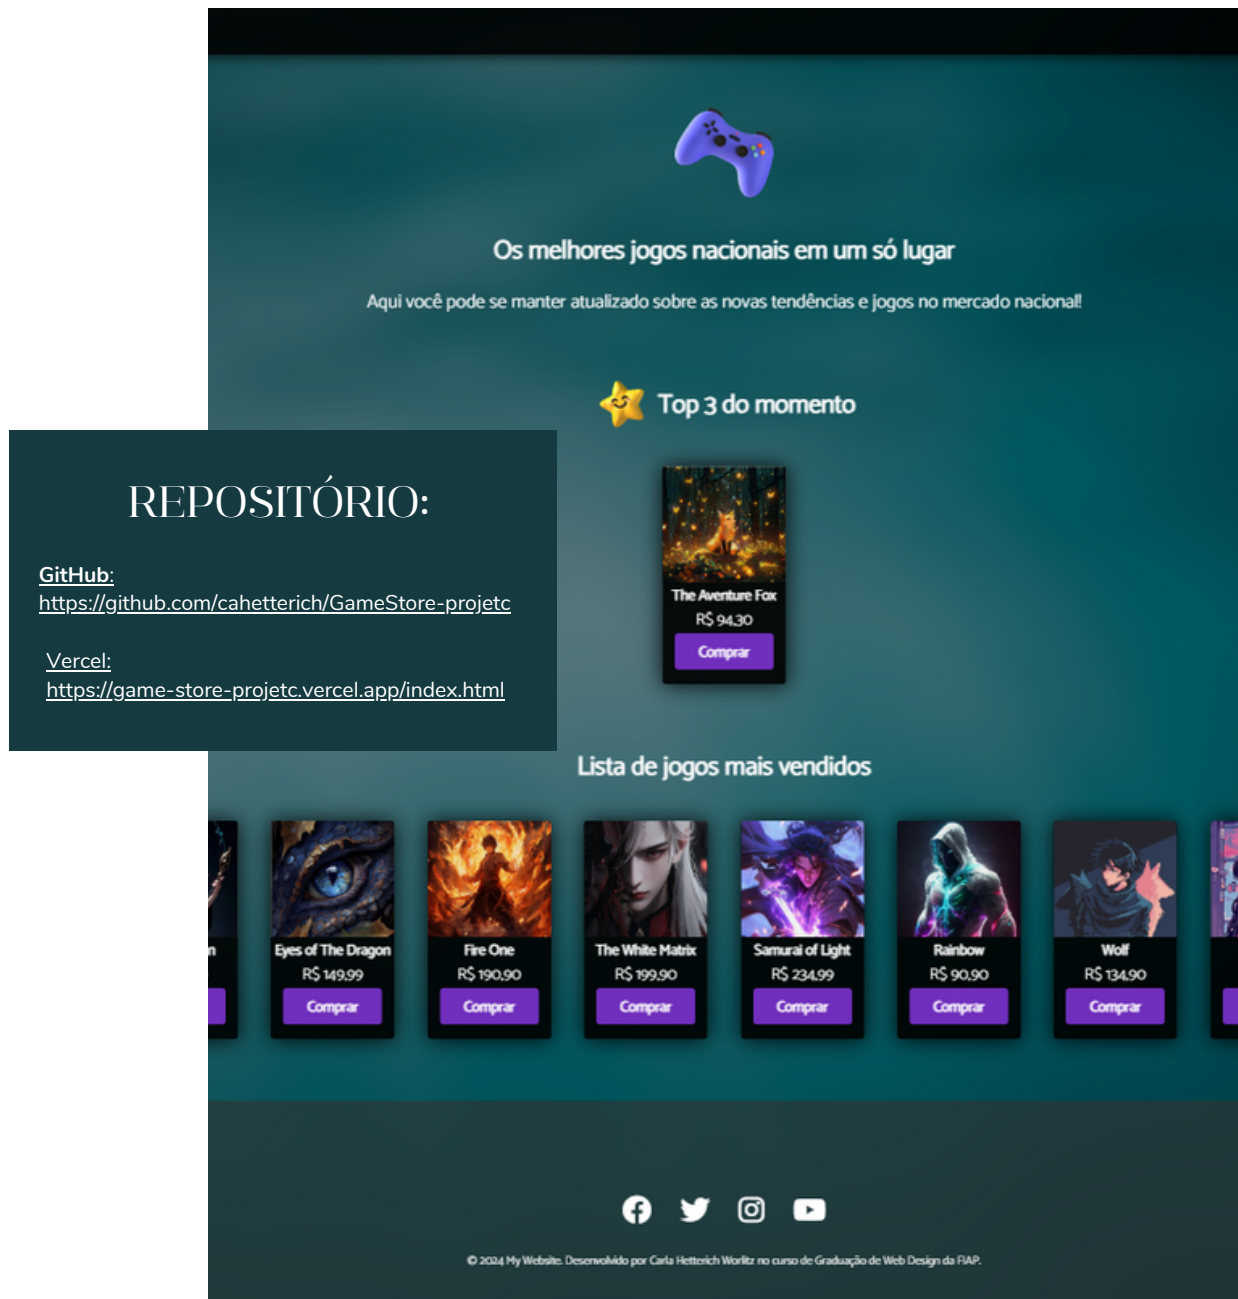 Os melhores jogos nacionais em um só lugar
Aqui você pode se manter atualizado sobre as novas tendências e jogos no mercado nacional!
Top 3 do momento
The Aventure Fox
R$ 94,30
Comprar
REPOSITÓRIO:
GitHub:
https://github.com/cahetterich/GameStore-projetc
Vercel:
https://game-store-projetc.vercel.app/index.html
Lista de jogos mais vendidos
Eyes of The Dragon
R$ 149,99
Comprar
Fire One
R$ 190,90
Comprar
The White Matrix
R$ 199,90
Comprar
Samurai of Light
R$ 234,99
Comprar
Rainbow
R$ 90,90
Comprar
Wolf
R$ 134,90
Comprar
© 2024 My Website. Desenvolvido por Carla Hetterich Worlitz no curso de Graduação de Web Design da FIAP.